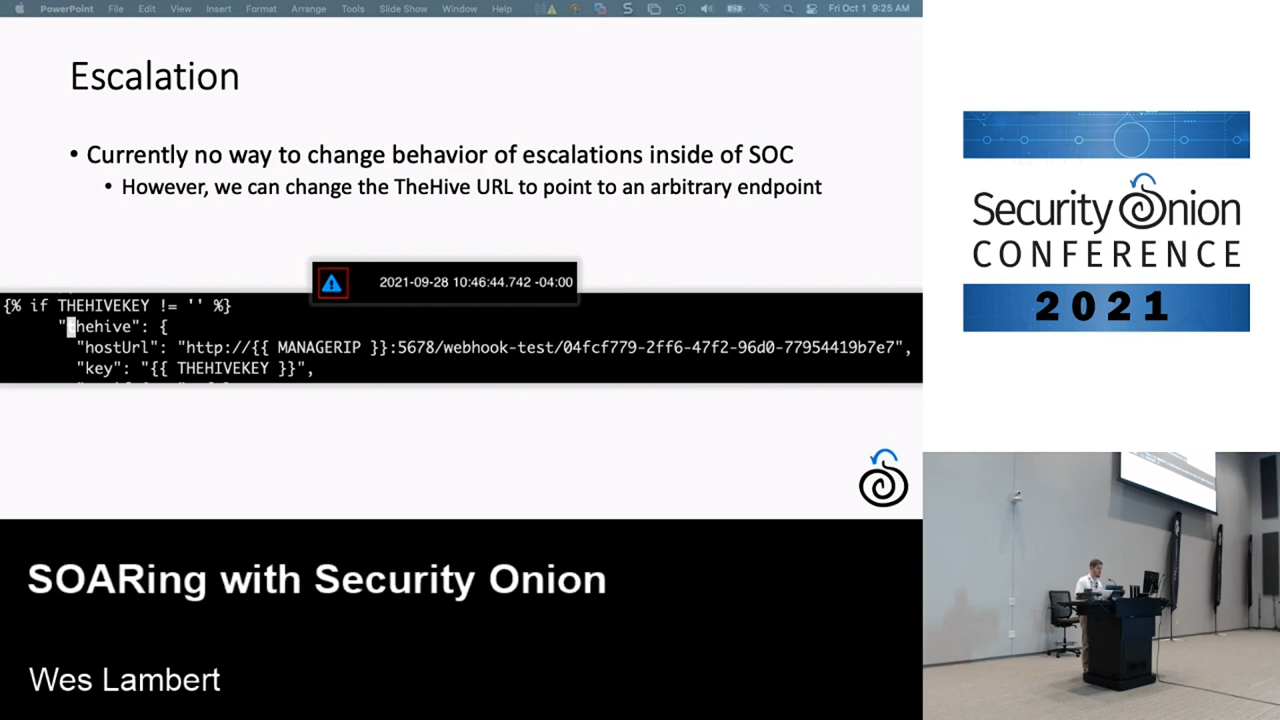 PowerPoint File Edit View Insert Format Arrange Tools Slide Show Window Help Fri Oct 1 9:25 AM
Escalation
• Currently no way to change behavior of escalations inside of SOC
• However, we can change the TheHive URL to point to an arbitrary endpoint
2021-09-28 10:46:44.742 -04:00
{% if THEHIVEKEY != '' %}
"thehive": {
"hostUrl": "http://{{ MANAGERIP }}:5678/webhook-test/04fcf779-2ff6-47f2-96d0-77954419b7e7",
"key": "{{ THEHIVEKEY }}",
Security Onion
CONFERENCE
2021
SOARing with Security Onion
Wes Lambert